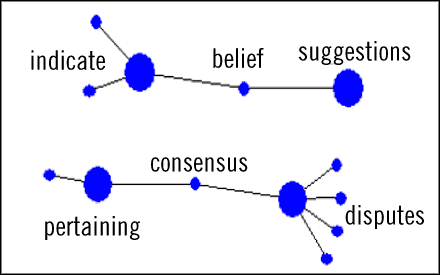 indicate
belief
suggestions
consensus
pertaining
disputes